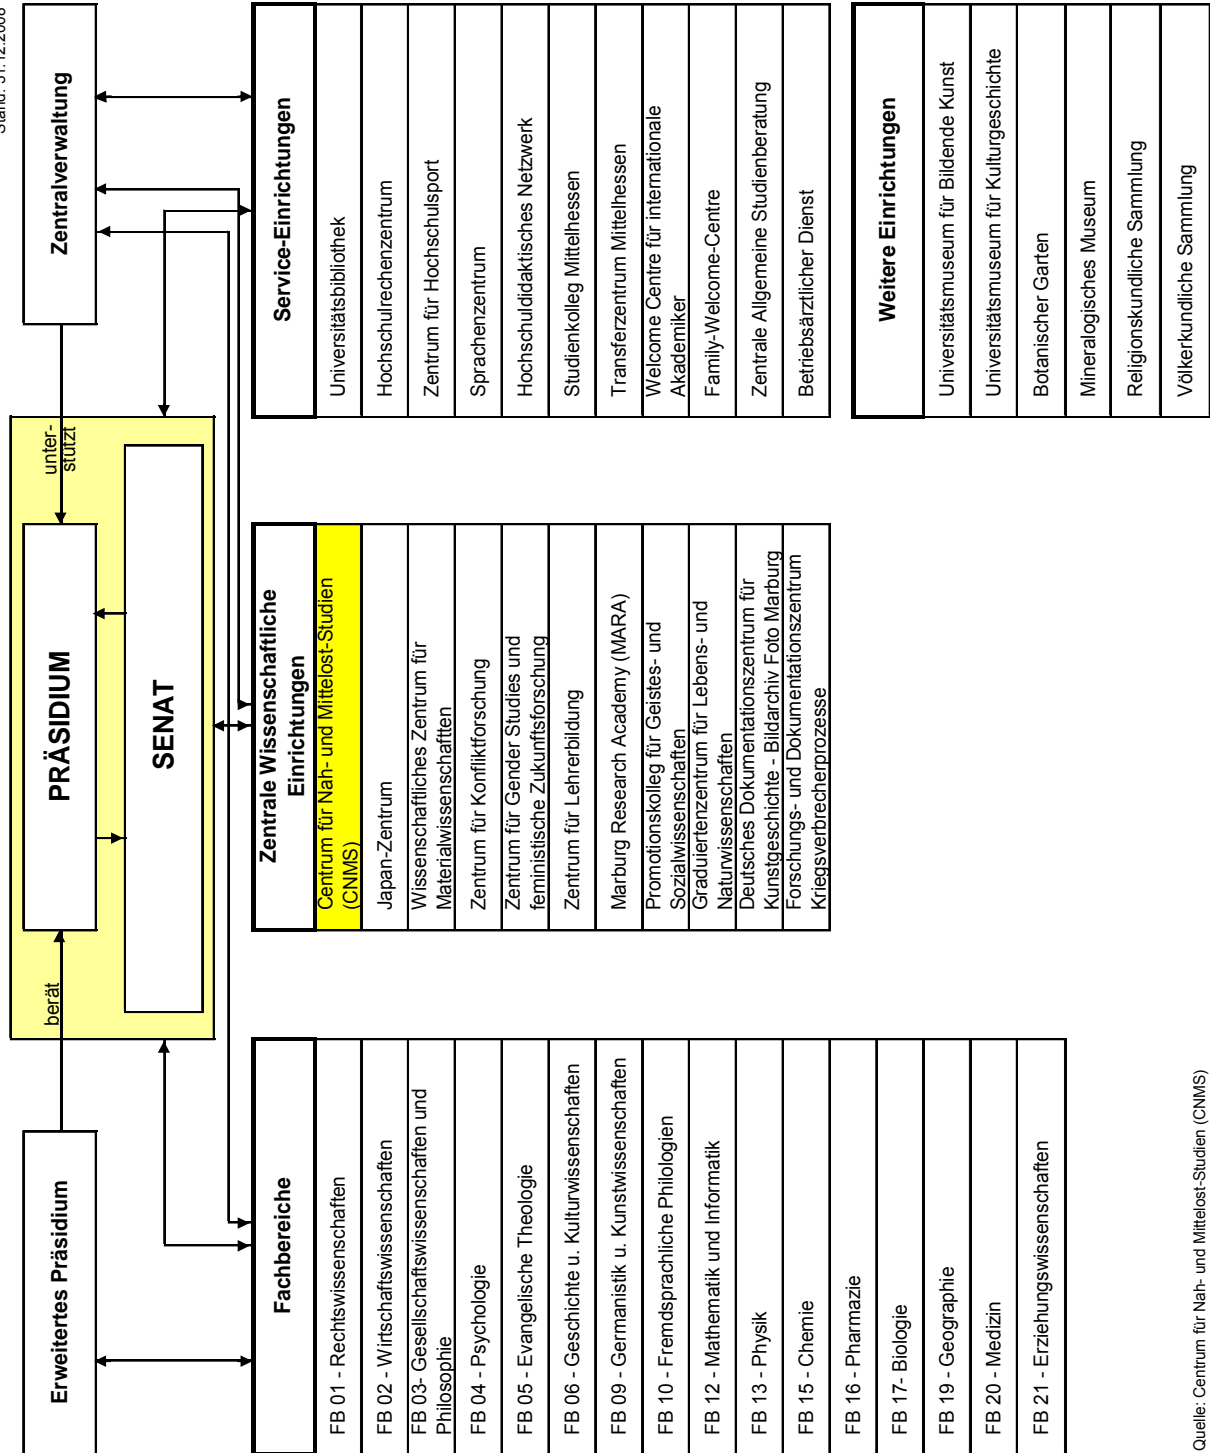 Stand: 31.12.2008
Erweitertes Präsidium
berät
PRÄSIDIUM
SENAT
unter-
stützt
Zentralverwaltung
Fachbereiche
FB 01 - Rechtswissenschaften
FB 02 - Wirtschaftswissenschaften
FB 03- Gesellschaftswissenschaften und
Philosophie
FB 04 - Psychologie
FB 05 - Evangelische Theologie
FB 06 - Geschichte u. Kulturwissenschaften
FB 09 - Germanistik u. Kunstwissenschaften
FB 10 - Fremdsprachliche Philologien
FB 12 - Mathematik und Informatik
FB 13 - Physik
FB 15 - Chemie
FB 16 - Pharmazie
FB 17- Biologie
FB 19 - Geographie
FB 20 - Medizin
FB 21 - Erziehungswissenschaften
Zentrale Wissenschaftliche
Einrichtungen
Centrum für Nah- und Mittelost-Studien
(CNMS)
Japan-Zentrum
Wissenschaftliches Zentrum für
Materialwissenschaftten
Zentrum für Konfliktforschung
Zentrum für Gender Studies und
feministische Zukunftsforschung
Zentrum für Lehrerbildung
Marburg Research Academy (MARA)
Promotionskolleg für Geistes- und
Sozialwissenschaften
Graduiertenzentrum für Lebens- und
Naturwissenschaften
Deutsches Dokumentationszentrum für
Kunstgeschichte - Bildarchiv Foto Marburg
Forschungs- und Dokumentationszentrum
Kriegsverbrecherprozesse
Service-Einrichtungen
Universitätsbibliothek
Hochschulrechenzentrum
Zentrum für Hochschulsport
Sprachenzentrum
Hochschuldidaktisches Netzwerk
Studienkolleg Mittelhessen
Transferzentrum Mittelhessen
Welcome Centre für internationale
Akademiker
Family-Welcome-Centre
Zentrale Allgemeine Studienberatung
Betriebsärztlicher Dienst
Weitere Einrichtungen
Universitätsmuseum für Bildende Kunst
Universitätsmuseum für Kulturgeschichte
Botanischer Garten
Mineralogisches Museum
Religionskundliche Sammlung
Völkerkundliche Sammlung
Quelle: Centrum für Nah- und Mittelost-Studien (CNMS)